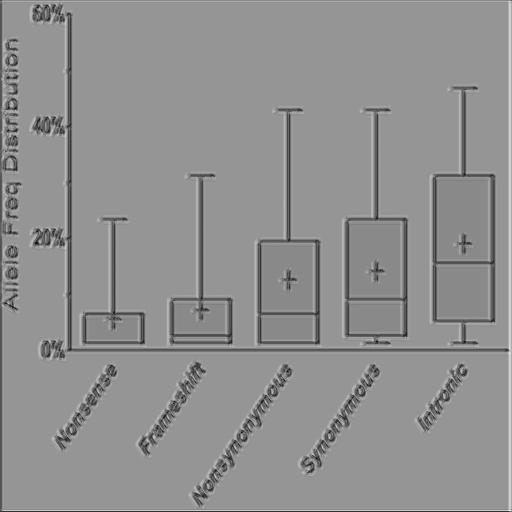 60%
40%
20%
0%
Allele Freq Distribution
Nonsense
Frameshift
Nonsynonymous
Synonymous
Intronic